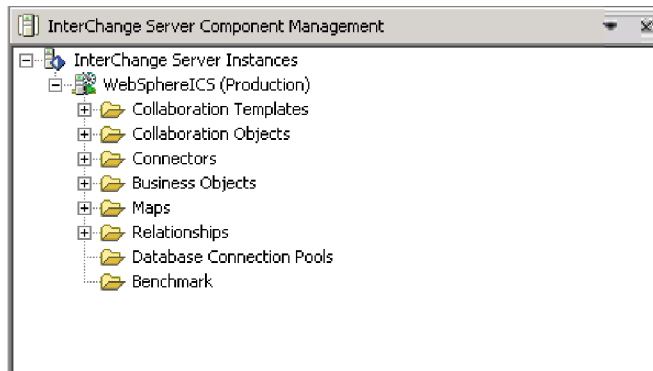 InterChange Server Component Management
InterChange Server Instances
WebSphereICS (Production)
Collaboration Templates
Collaboration Objects
Connectors
Business Objects
Maps
Relationships
Database Connection Pools
Benchmark